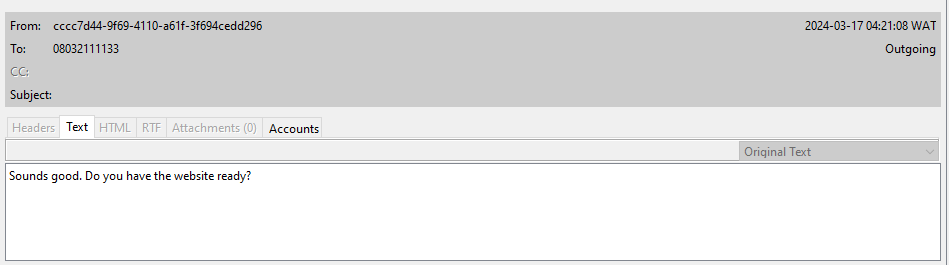 From: cccc7d44-9f69-4110-a61f-3f694cedd296 2024-03-17 04:21:08 WAT
To: 08032111133 Outgoing
CC:
Subject:
Headers Text HTML RTF Attachments (0) Accounts
Original Text
Sounds good. Do you have the website ready?